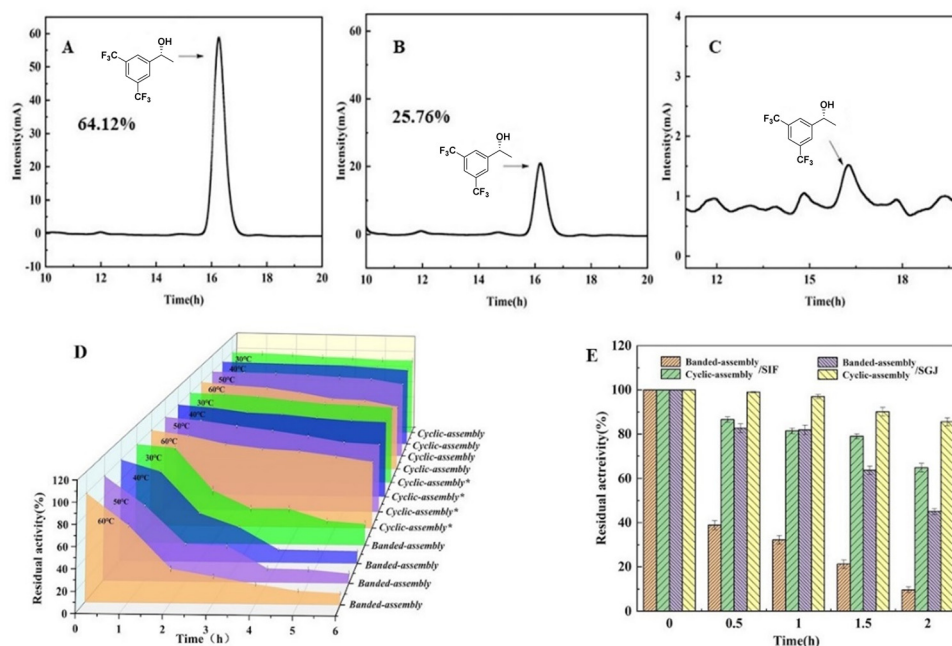 A
OH
F₃C
CF₃
64.12%
Intensity(mA)
60
50
40
30
20
10
0
-10
10
12
14
16
18
20
Time(h)
B
OH
F₃C
CF₃
25.76%
Intensity(mA)
60
40
20
0
-10
10
12
14
16
18
20
Time(h)
C
OH
F₃C
CF₃
Intensity(mA)
4
3
2
1
0
12
15
18
Time(h)
D
30°C
40°C
50°C
60°C
30°C
40°C
50°C
60°C
30°C
40°C
50°C
60°C
Cyclic-assembly
Cyclic-assembly
Cyclic-assembly
Cyclic-assembly
Cyclic-assembly*
Cyclic-assembly*
Cyclic-assembly*
Cyclic-assembly*
Banded-assembly
Banded-assembly
Banded-assembly
Banded-assembly
Residual activity(%)
120
100
80
60
40
20
0
0
1
2
3
4
5
6
Time（h）
E
Banded-assembly
Cyclic-assembly
/SIF
Banded-assembly
Cyclic-assembly
/SGJ
Residual actreivity(%)
120
100
80
60
40
20
0
0
0.5
1
1.5
2
Time(h)